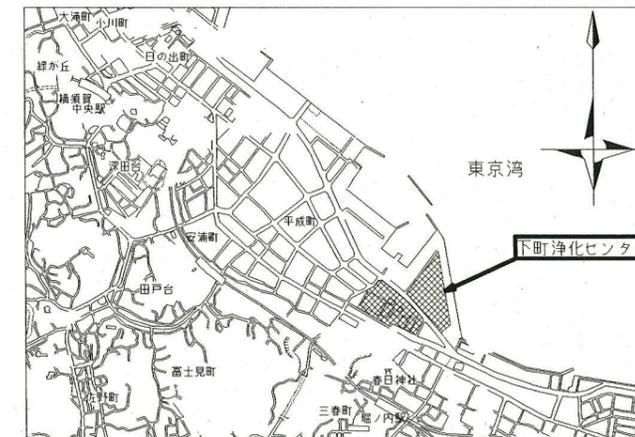 大滝町
小川町
日の出町
緑が丘
横須賀
中央駅
深田台
東京湾
平成町
安浦町
下町浄化センタ
田戸台
富士見町
佐野町
春日神社
三春町
堀ノ内駅